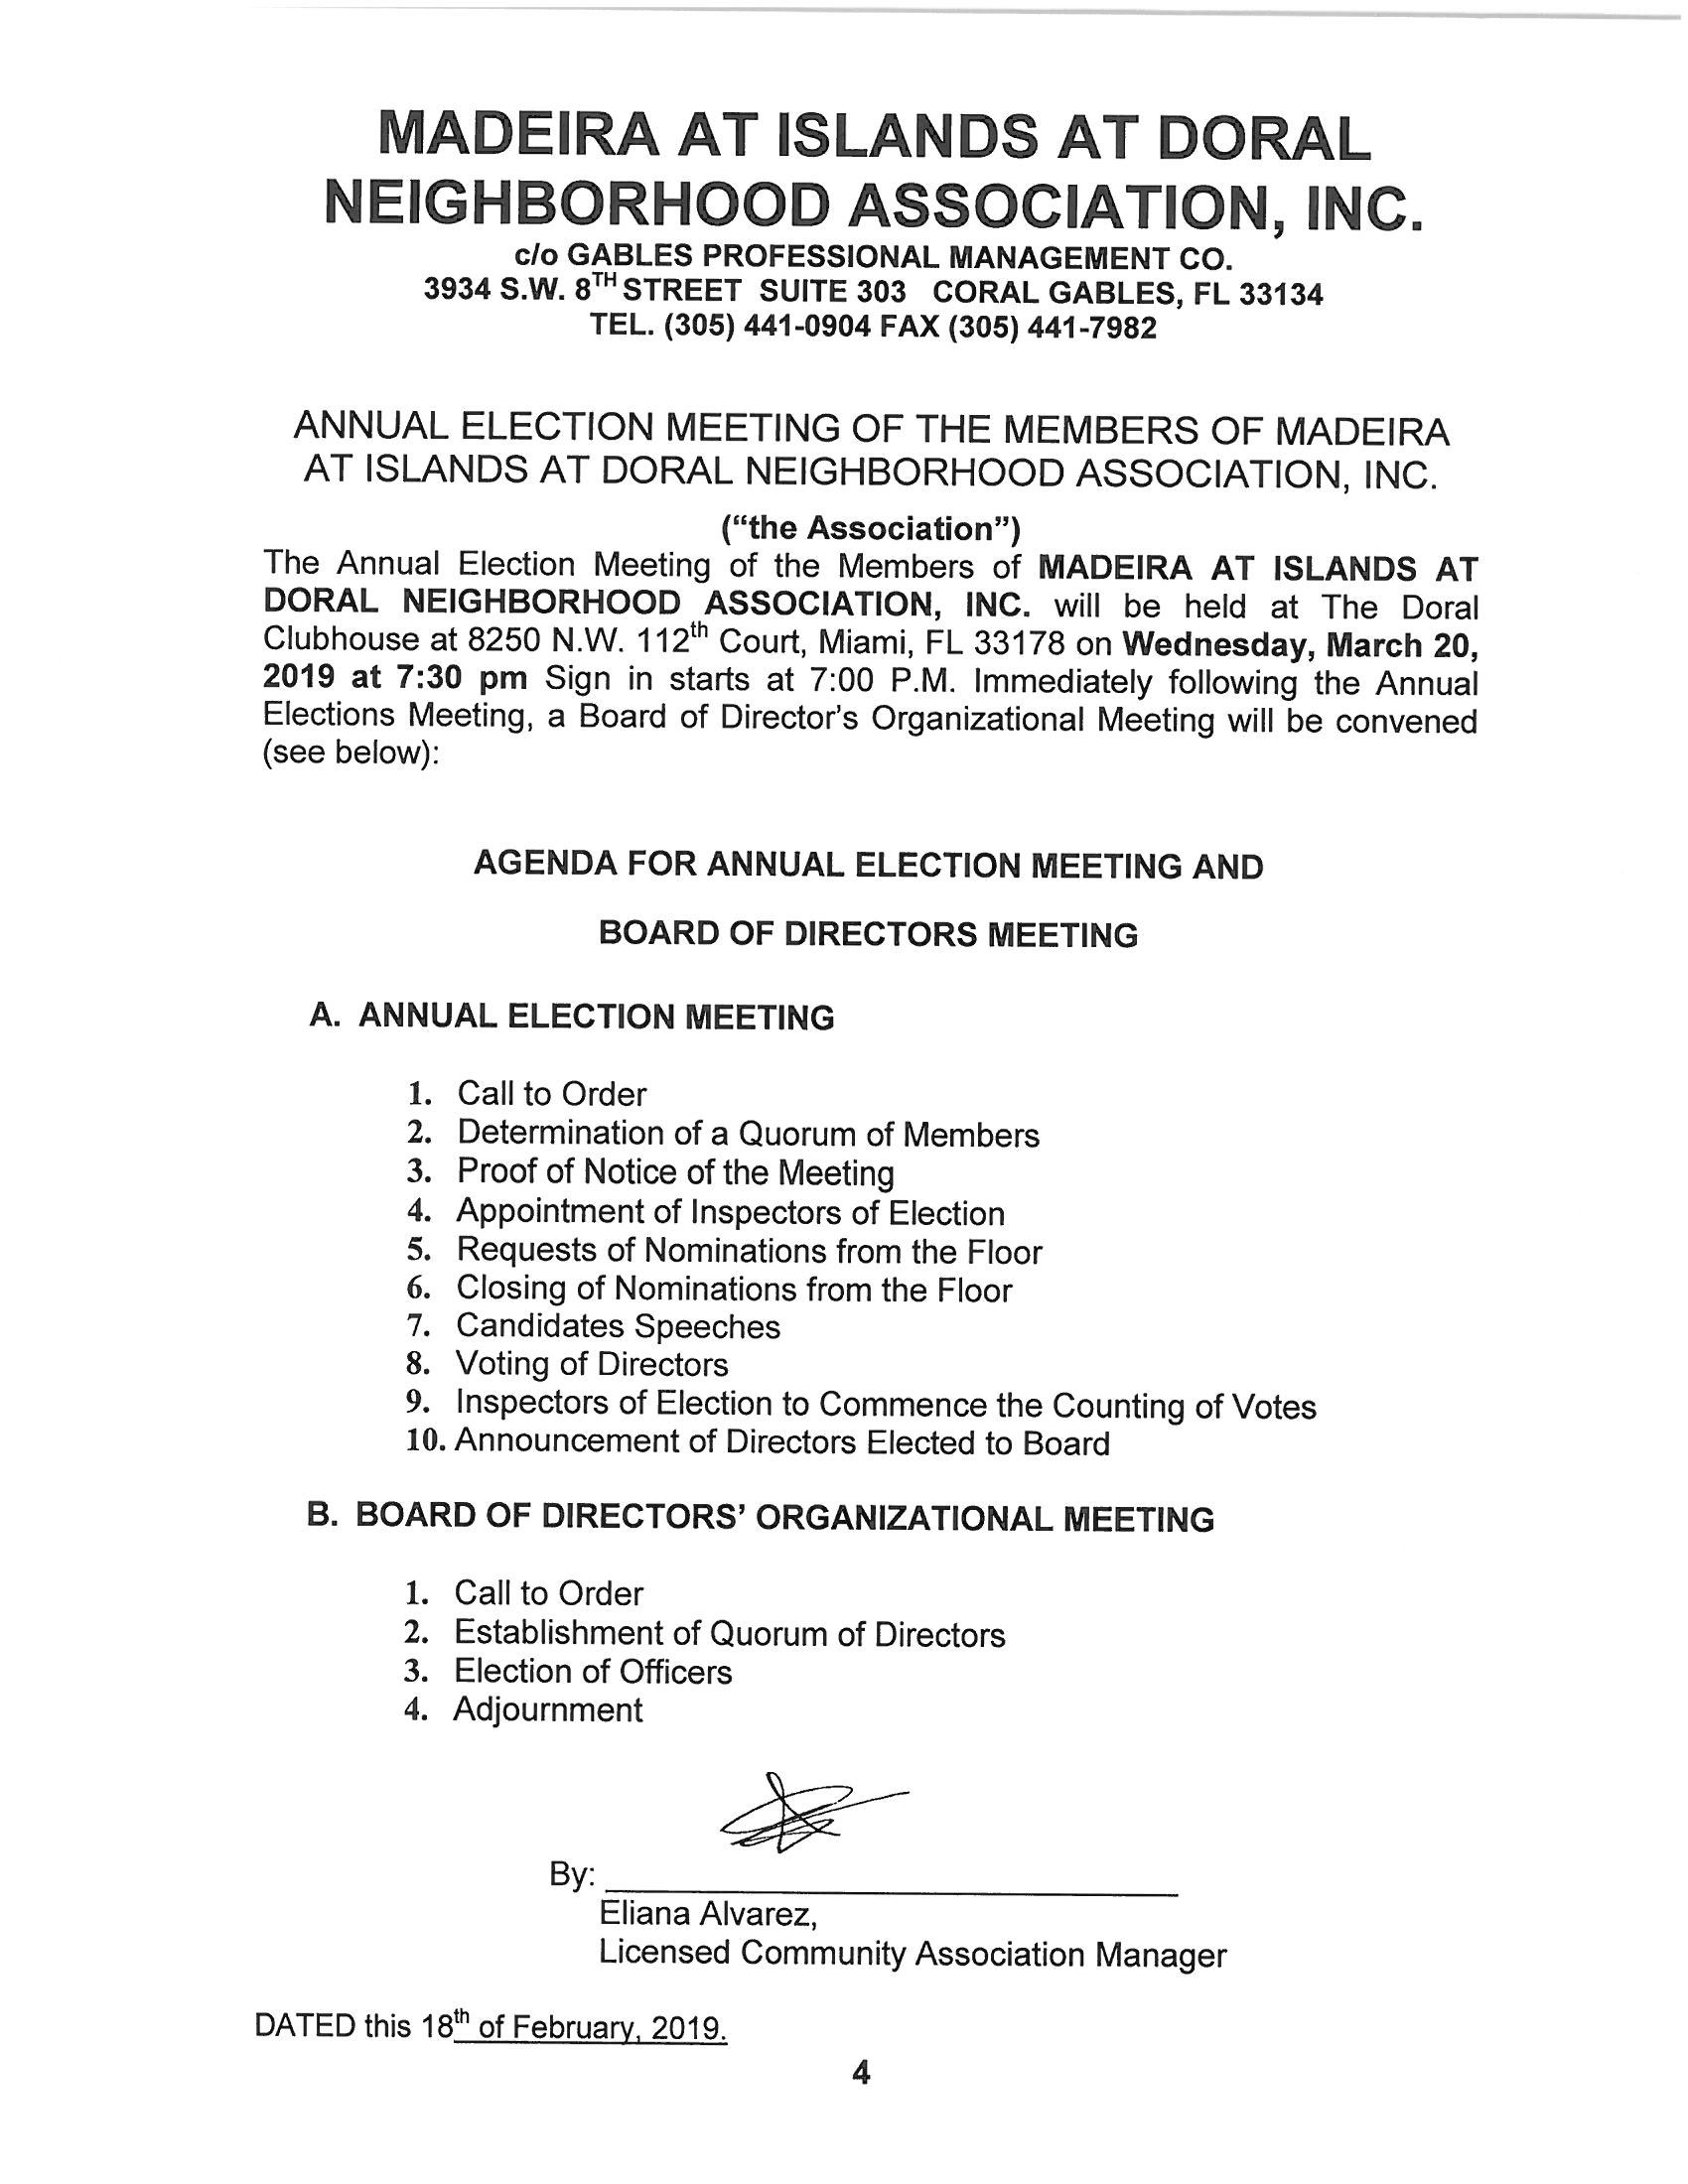 MADEIRA AT ISLANDS AT DORAL
NEIGHBORHOOD ASSOCIATION, INC.
c/o GABLES PROFESSIONAL MANAGEMENT CO.
3934 S.W. 8TH STREET SUITE 303 CORAL GABLES, FL 33134
TEL. (305) 441-0904 FAX (305) 441-7982
ANNUAL ELECTION MEETING OF THE MEMBERS OF MADEIRA
AT ISLANDS AT DORAL NEIGHBORHOOD ASSOCIATION, INC.
(“the Association”)
The Annual Election Meeting of the Members of MADEIRA AT ISLANDS AT
DORAL NEIGHBORHOOD ASSOCIATION, INC. will be held at The Doral
Clubhouse at 8250 N.W. 112th Court, Miami, FL 33178 on Wednesday, March 20,
2019 at 7:30 pm Sign in starts at 7:00 P.M. Immediately following the Annual
Elections Meeting, a Board of Director’s Organizational Meeting will be convened
(see below):
AGENDA FOR ANNUAL ELECTION MEETING AND
BOARD OF DIRECTORS MEETING
A. ANNUAL ELECTION MEETING
1. Call to Order
2. Determination of a Quorum of Members
3. Proof of Notice of the Meeting
4. Appointment of Inspectors of Election
5. Requests of Nominations from the Floor
6. Closing of Nominations from the Floor
7. Candidates Speeches
8. Voting of Directors
9. Inspectors of Election to Commence the Counting of Votes
10. Announcement of Directors Elected to Board
B. BOARD OF DIRECTORS’ ORGANIZATIONAL MEETING
1. Call to Order
2. Establishment of Quorum of Directors
3. Election of Officers
4. Adjournment
By:
Eliana Alvarez,
Licensed Community Association Manager
DATED this 18th of February, 2019.
4